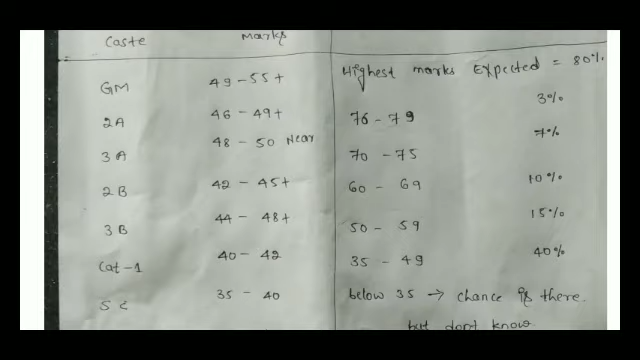 Caste Marks
GM 49-55+ Highest marks Expected = 80%
2A 46-49+ 76-79 3%
3A 48-50 Near 70-75 7%
2B 42-45+ 60-69 10%
3B 44-48+ 50-59 15%
Cat-1 40-42 35-49 40%
SC 35-40 below 35 → chance is there
but dont know